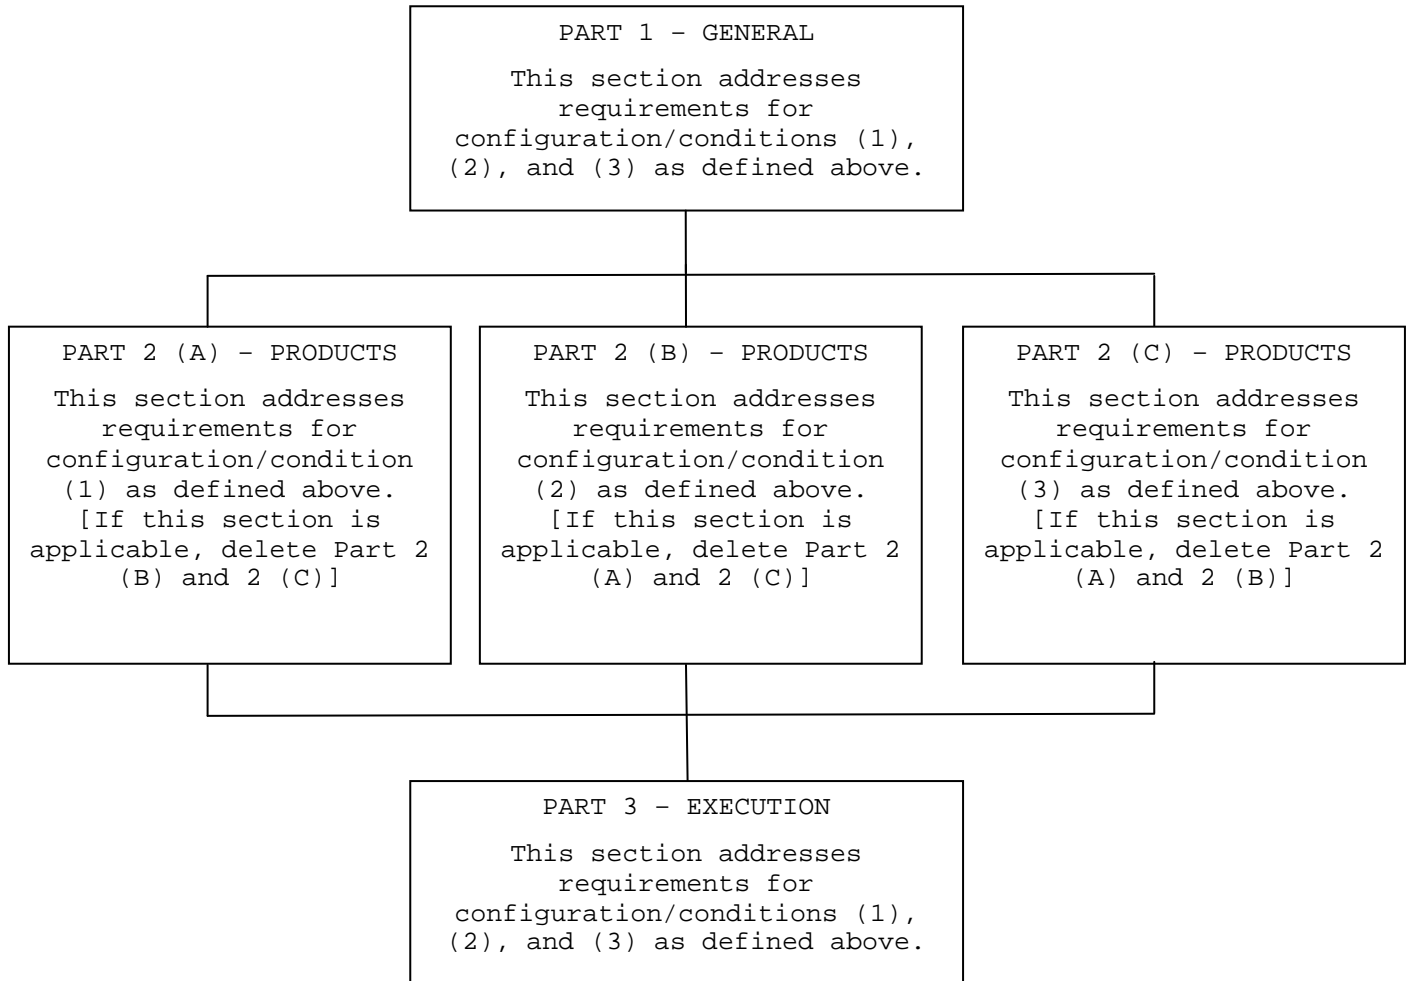 PART 1 – GENERAL
This section addresses
requirements for
configuration/conditions (1),
(2), and (3) as defined above.
PART 2 (A) – PRODUCTS
This section addresses
requirements for
configuration/condition
(1) as defined above.
[If this section is
applicable, delete Part 2
(B) and 2 (C)]
PART 2 (B) – PRODUCTS
This section addresses
requirements for
configuration/condition
(2) as defined above.
[If this section is
applicable, delete Part 2
(A) and 2 (C)]
PART 2 (C) – PRODUCTS
This section addresses
requirements for
configuration/condition
(3) as defined above.
[If this section is
applicable, delete Part 2
(A) and 2 (B)]
PART 3 – EXECUTION
This section addresses
requirements for
configuration/conditions (1),
(2), and (3) as defined above.